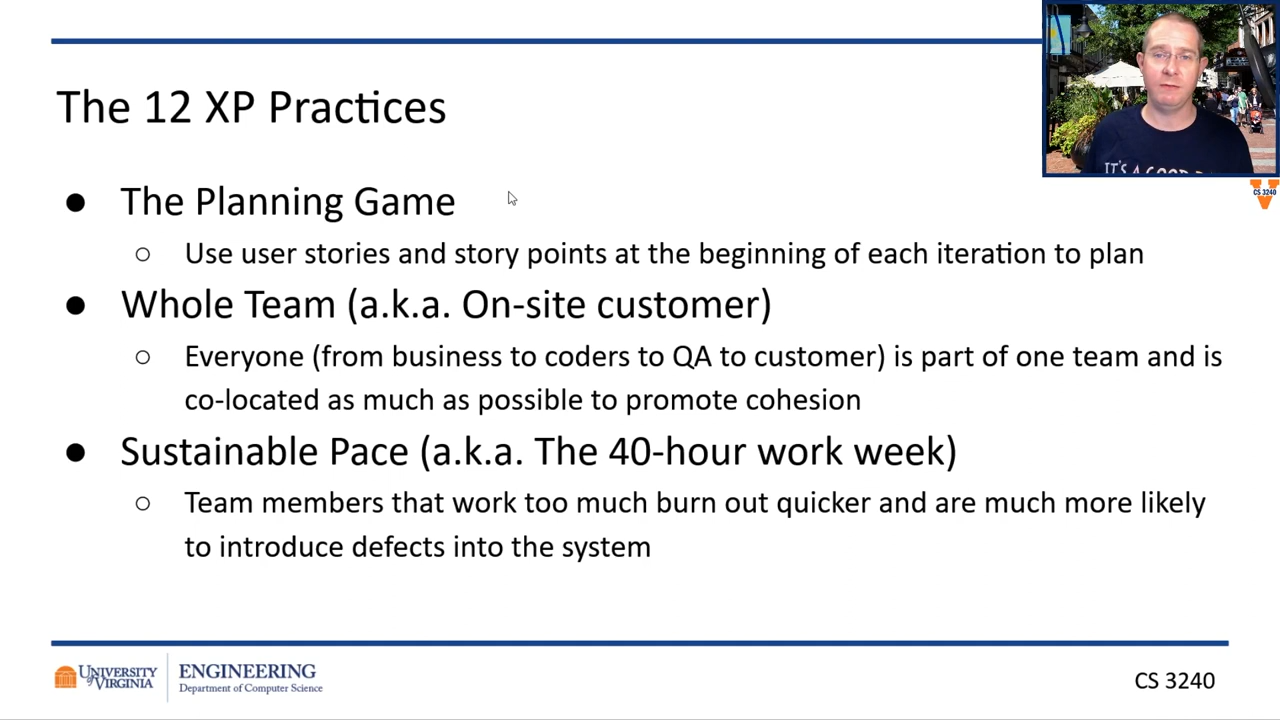 The 12 XP Practices
IT'S A GOOD
CS 3240
● The Planning Game
○ Use user stories and story points at the beginning of each iteration to plan
● Whole Team (a.k.a. On-site customer)
○ Everyone (from business to coders to QA to customer) is part of one team and is
co-located as much as possible to promote cohesion
● Sustainable Pace (a.k.a. The 40-hour work week)
○ Team members that work too much burn out quicker and are much more likely
to introduce defects into the system
UNIVERSITY
of VIRGINIA
ENGINEERING
Department of Computer Science
CS 3240